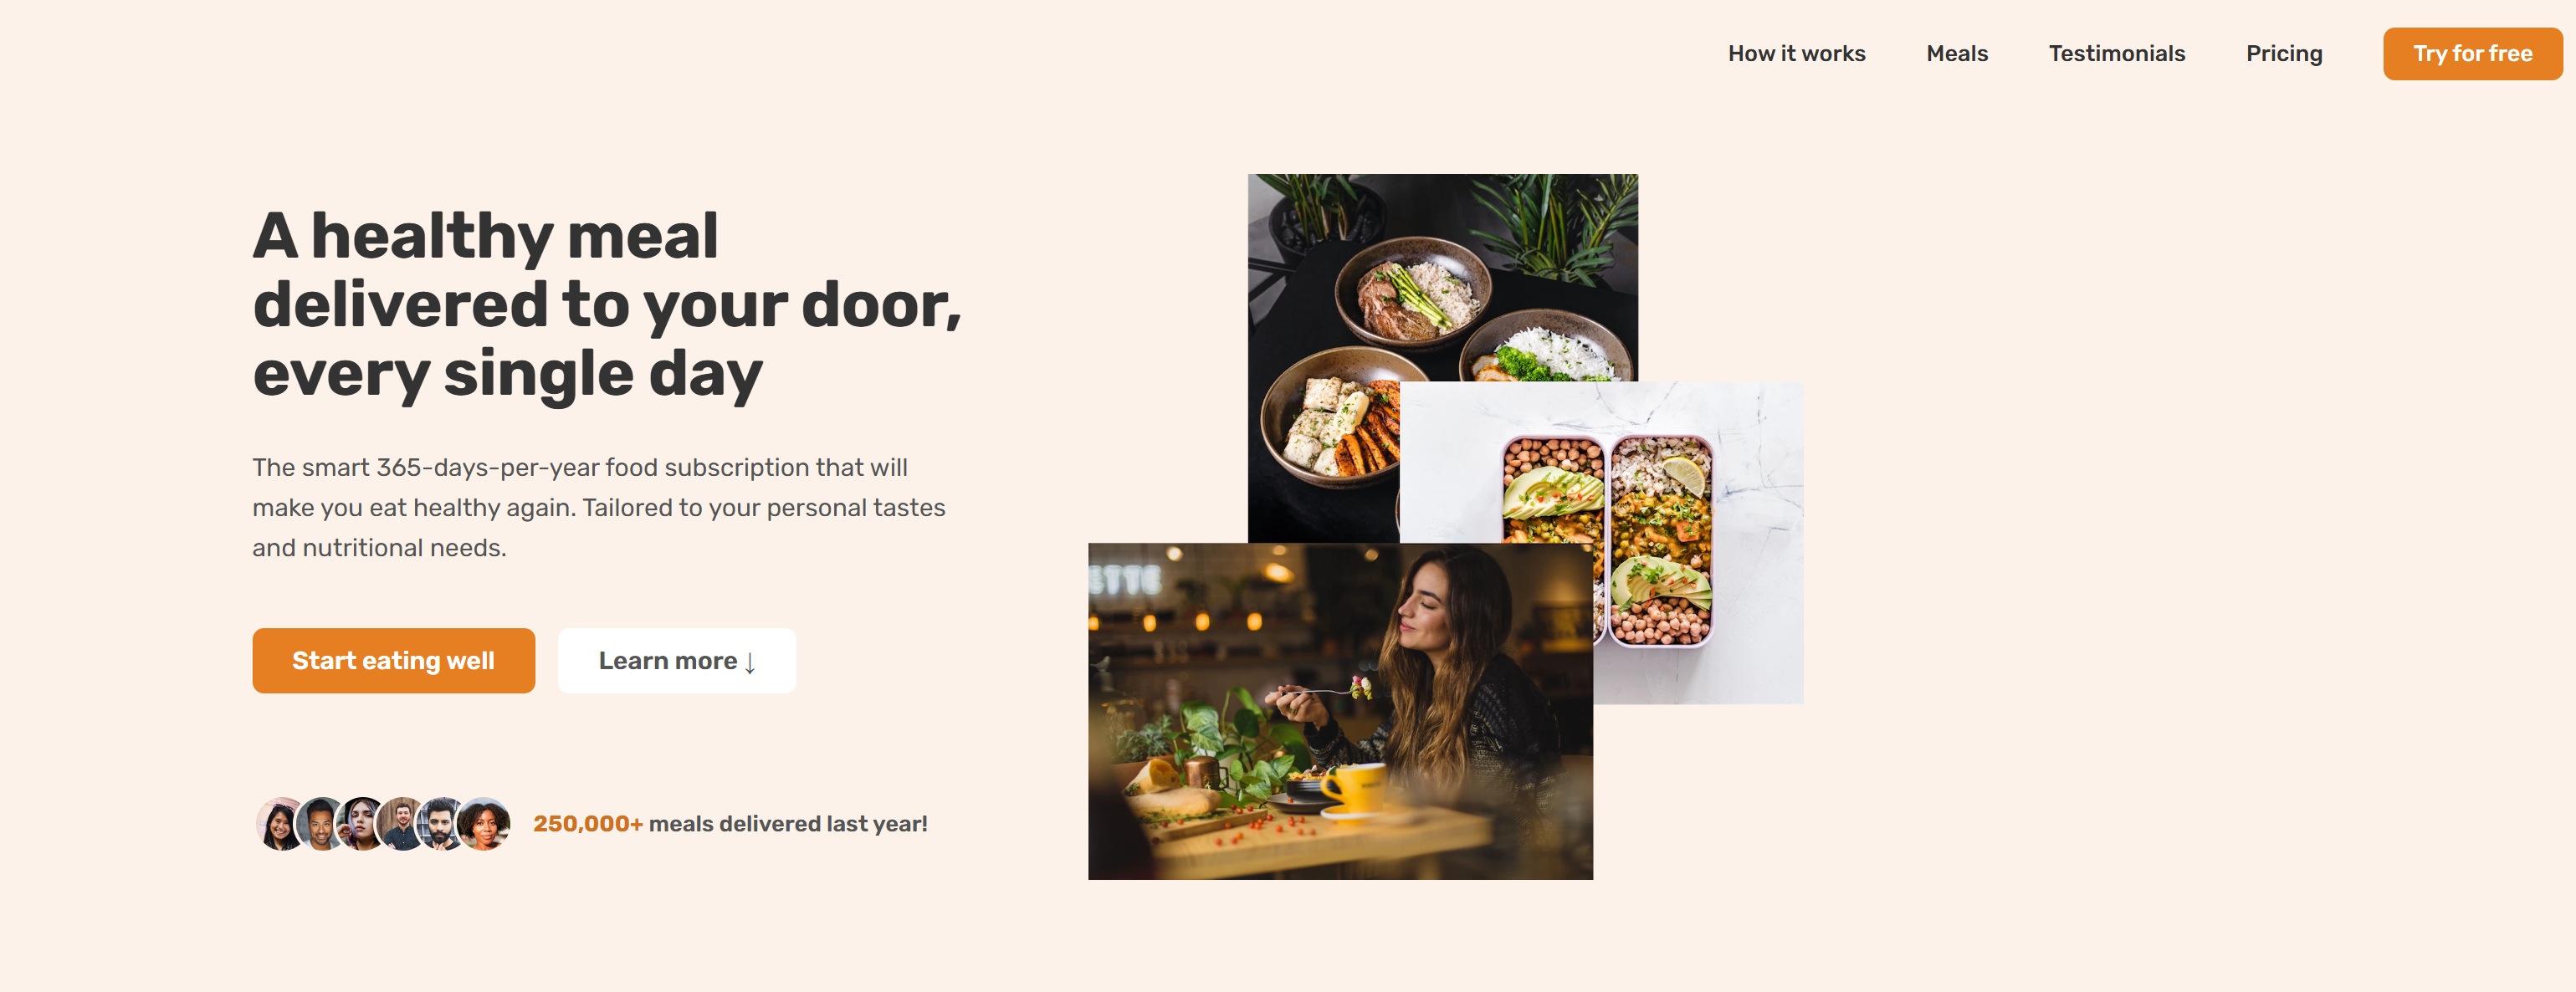 How it works Meals Testimonials Pricing Try for free
A healthy meal
delivered to your door,
every single day
The smart 365-days-per-year food subscription that will
make you eat healthy again. Tailored to your personal tastes
and nutritional needs.
Start eating well Learn more ↓
ETTE
250,000+ meals delivered last year!